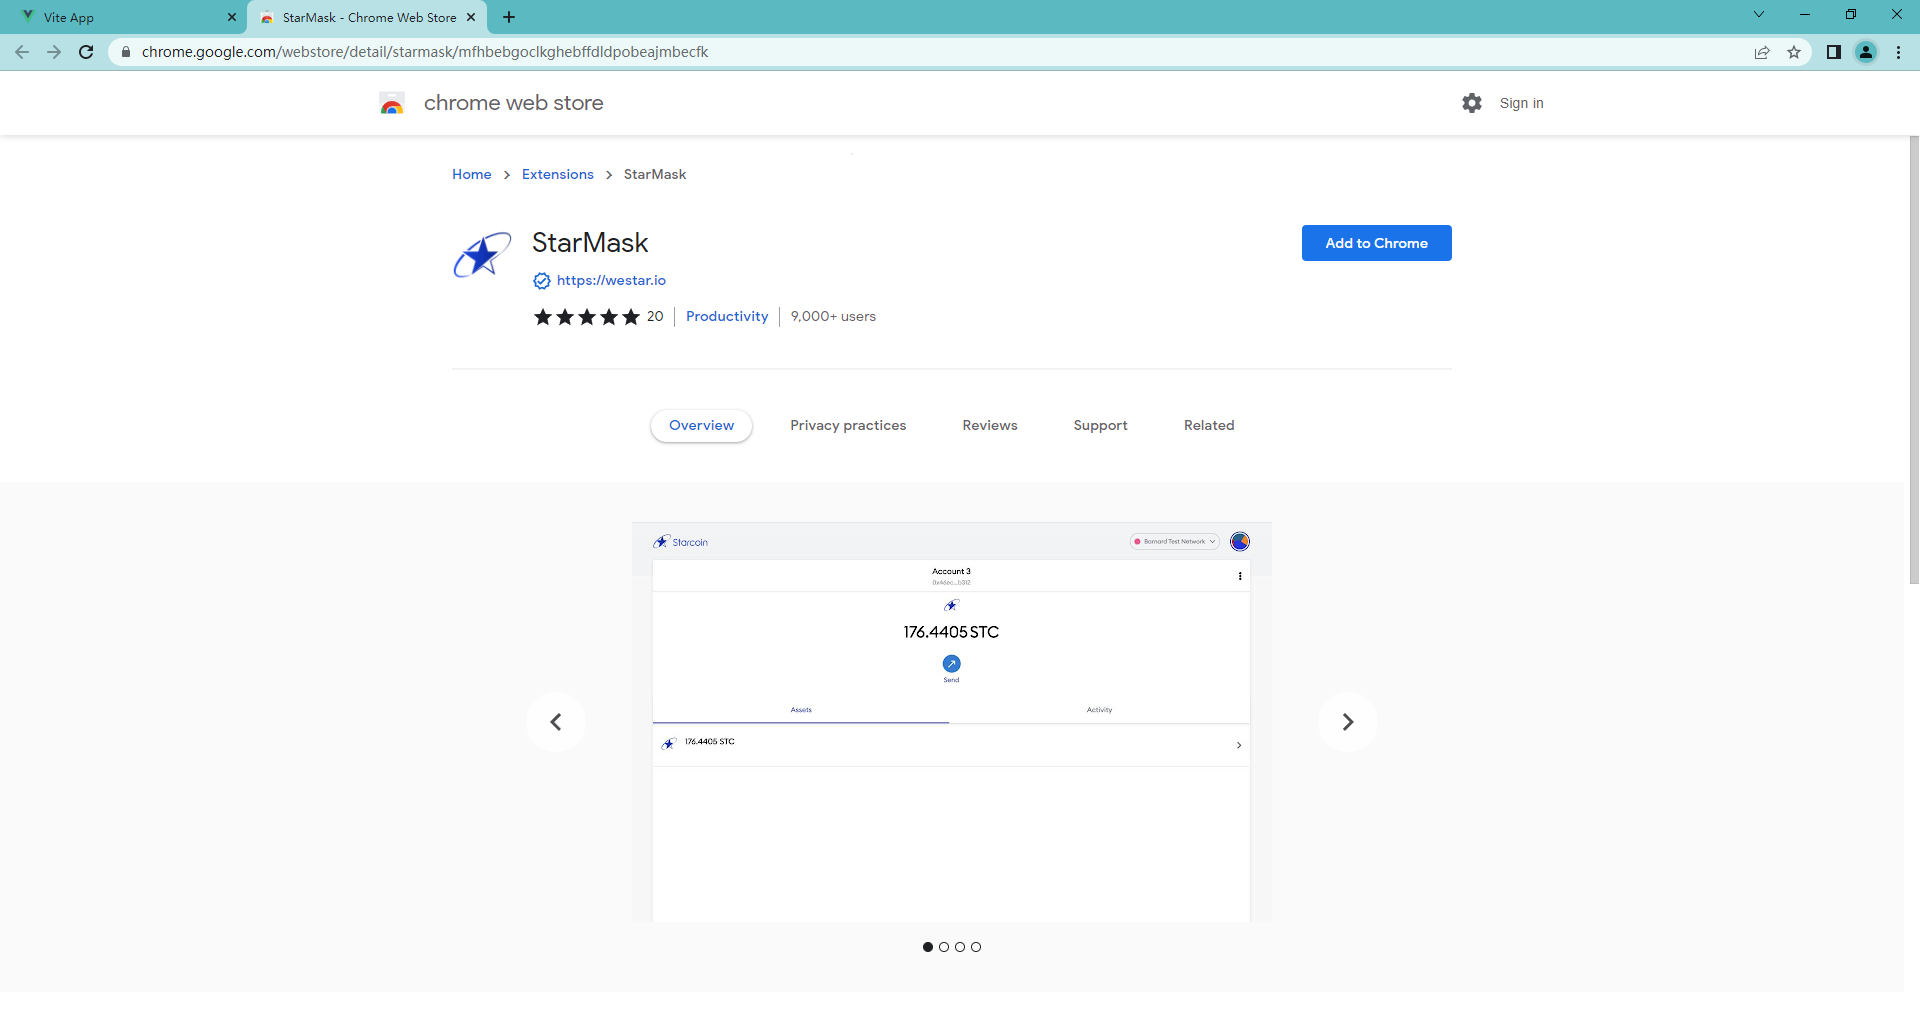 Vite App
StarMask - Chrome Web Store
chrome.google.com/webstore/detail/starmask/mfhbebgoclkghebffdldpobeajmbecfk
chrome web store
Sign in
Home > Extensions > StarMask
StarMask
Add to Chrome
https://westar.io
20 Productivity 9,000+ users
Overview Privacy practices Reviews Support Related
Starcoin
Barnard Test Network
Account 3
176.4405 STC
Send
Assets Activity
176.4405 STC